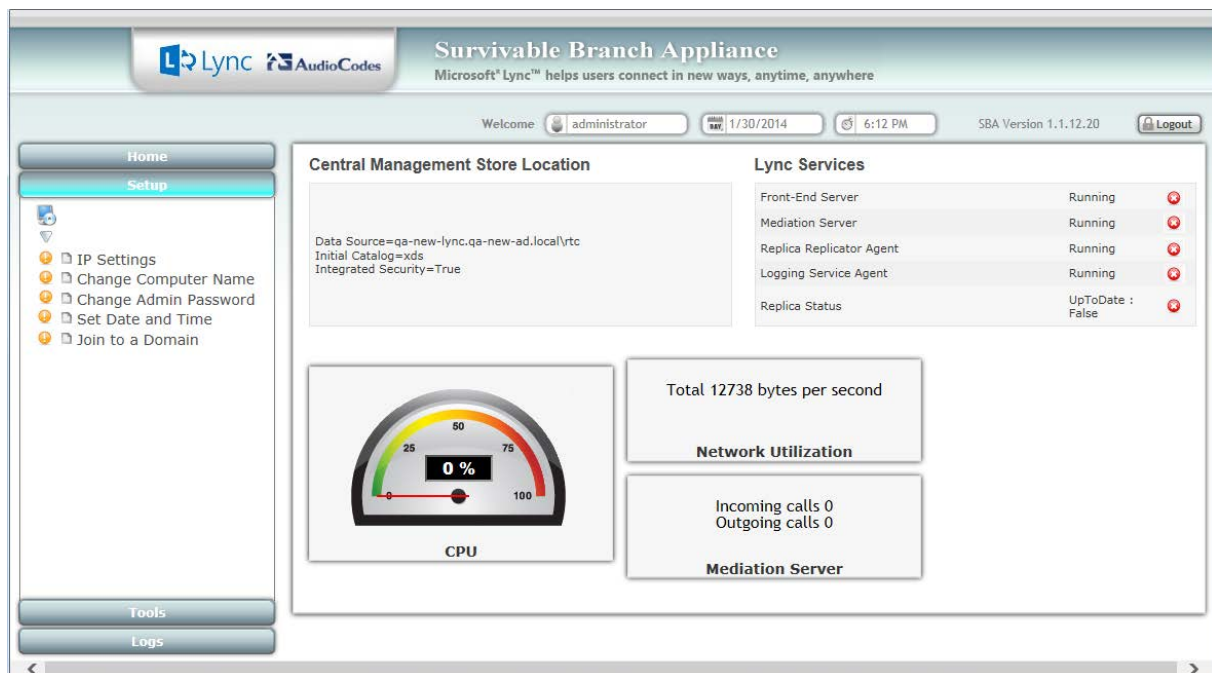 Lync AudioCodes
Survivable Branch Appliance
Microsoft® Lync™ helps users connect in new ways, anytime, anywhere
Welcome administrator 1/30/2014 6:12 PM SBA Version 1.1.12.20 Logout
Home
Setup
IP Settings
Change Computer Name
Change Admin Password
Set Date and Time
Join to a Domain
Tools
Logs
Central Management Store Location
Data Source=qa-new-lync.qa-new-ad.local\rtc
Initial Catalog=xds
Integrated Security=True
Lync Services
Front-End Server Running
Mediation Server Running
Replica Replicator Agent Running
Logging Service Agent Running
Replica Status UpToDate :
False
0
25
50
75
100
0 %
CPU
Total 12738 bytes per second
Network Utilization
Incoming calls 0
Outgoing calls 0
Mediation Server